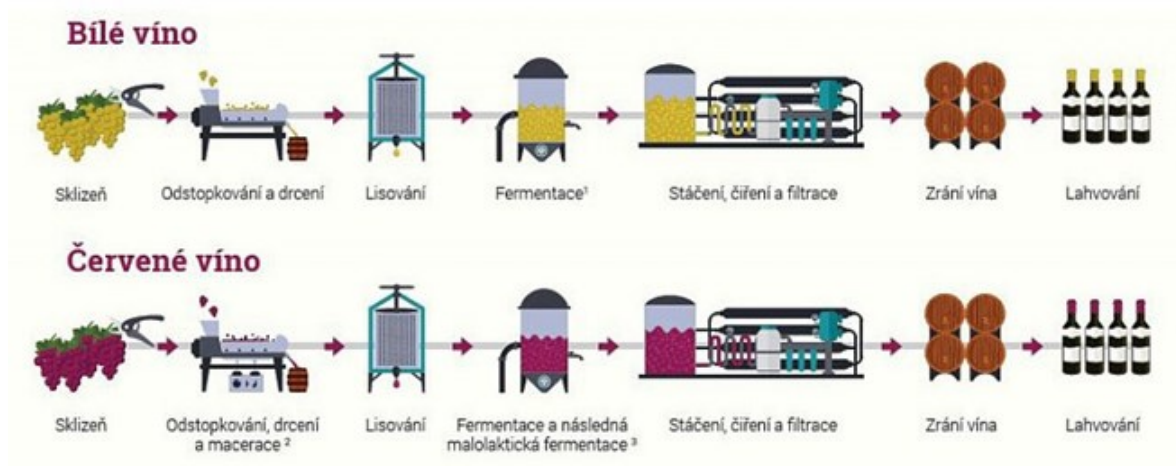 Bílé víno
Sklizeň
Odstopkování a drcení
Lisování
Fermentace¹
Stáčení, čiření a filtrace
Zrání vína
Lahvování
Červené víno
Sklizeň
Odstopkování, drcení
a macerace ²
Lisování
Fermentace a následná
malolaktická fermentace ³
Stáčení, čiření a filtrace
Zrání vína
Lahvování